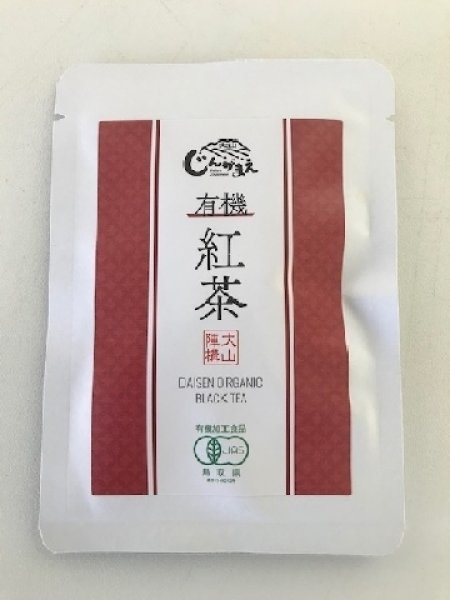 じんがまえ
有機
紅茶
大山
陣構
DAISEN ORGANIC
BLACK TEA
有機加工食品
JAS
鳥取県